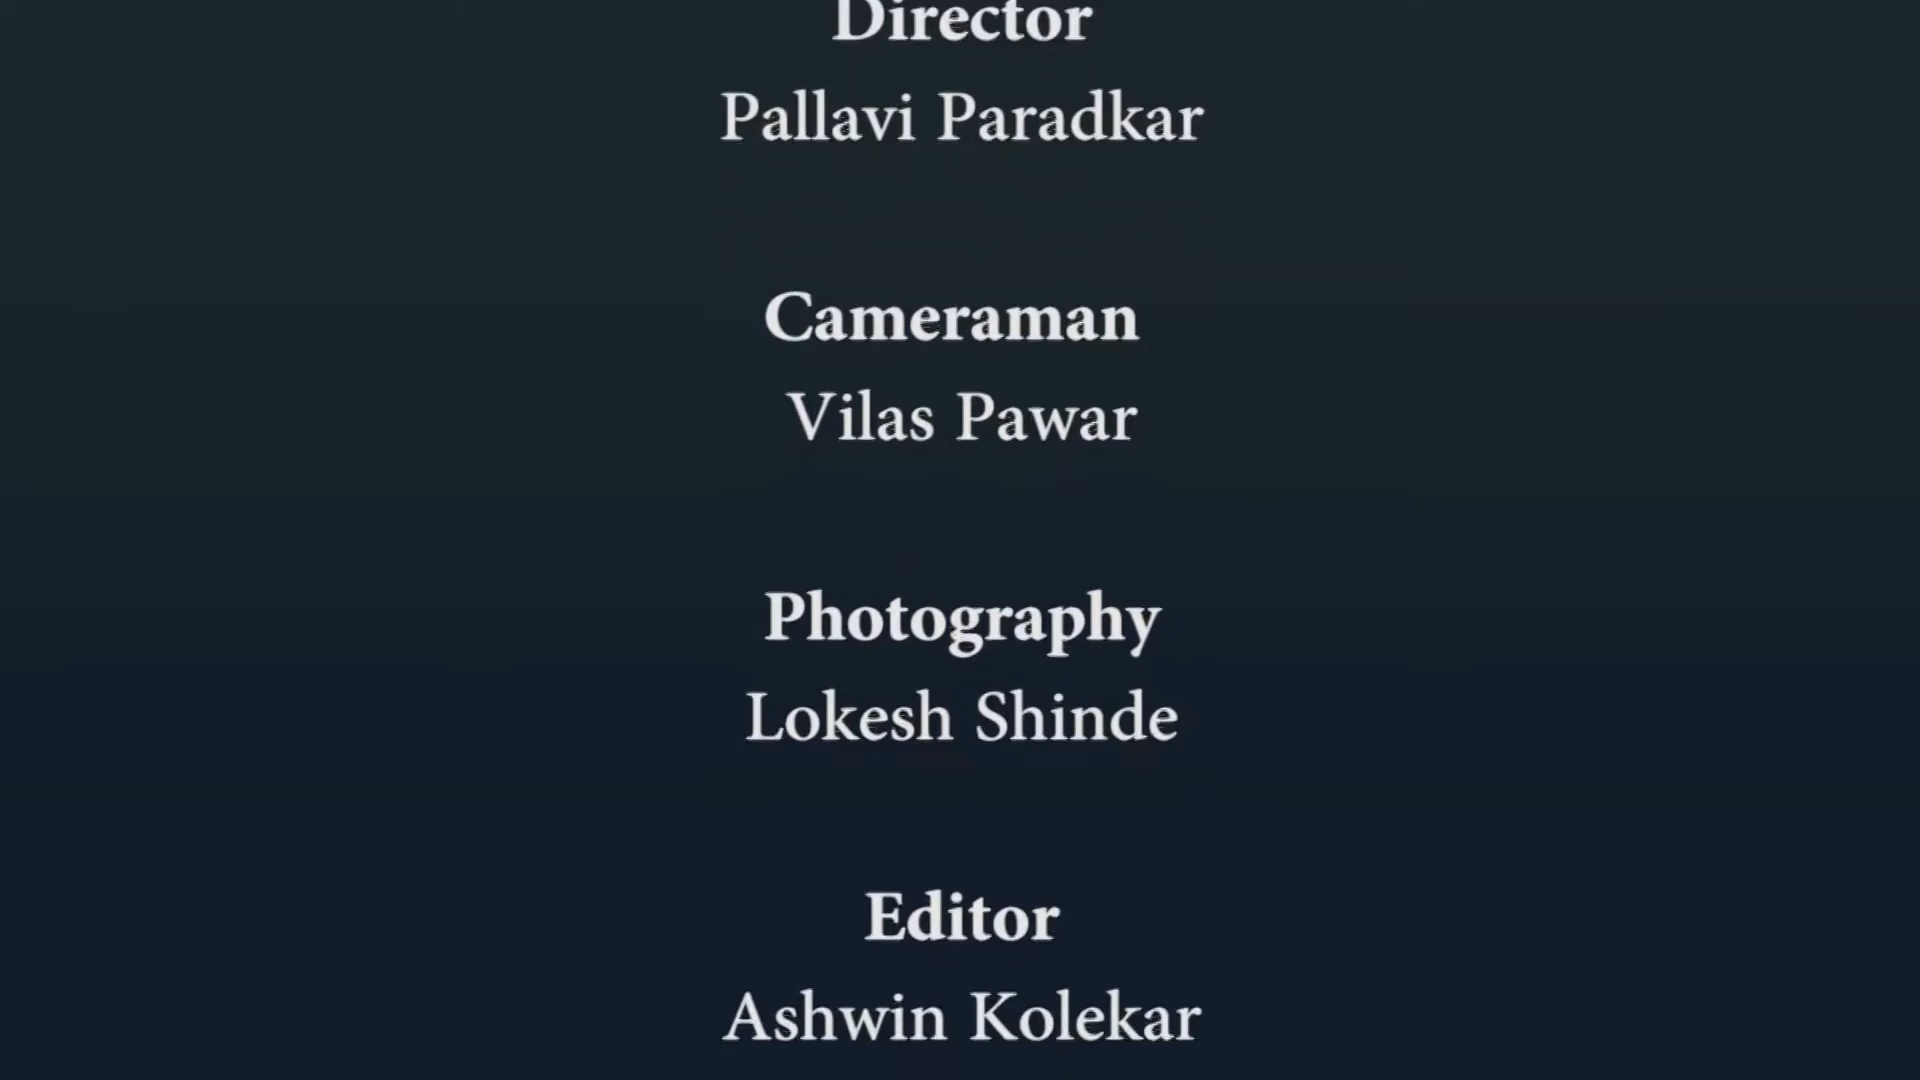 Director
Pallavi Paradkar
Cameraman
Vilas Pawar
Photography
Lokesh Shinde
Editor
Ashwin Kolekar